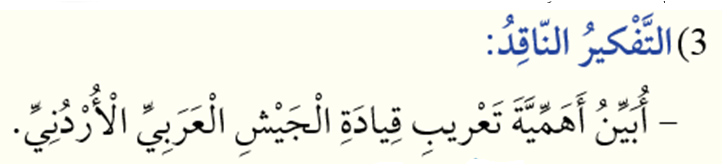 3) التَّفْكيرُ النّاقِدُ:
– أُبَيِّنُ أَهَمِّيَّةَ تَعْريبِ قِيادَةِ الْجَيْشِ الْعَرَبِيِّ الْأُرْدُنِيِّ.